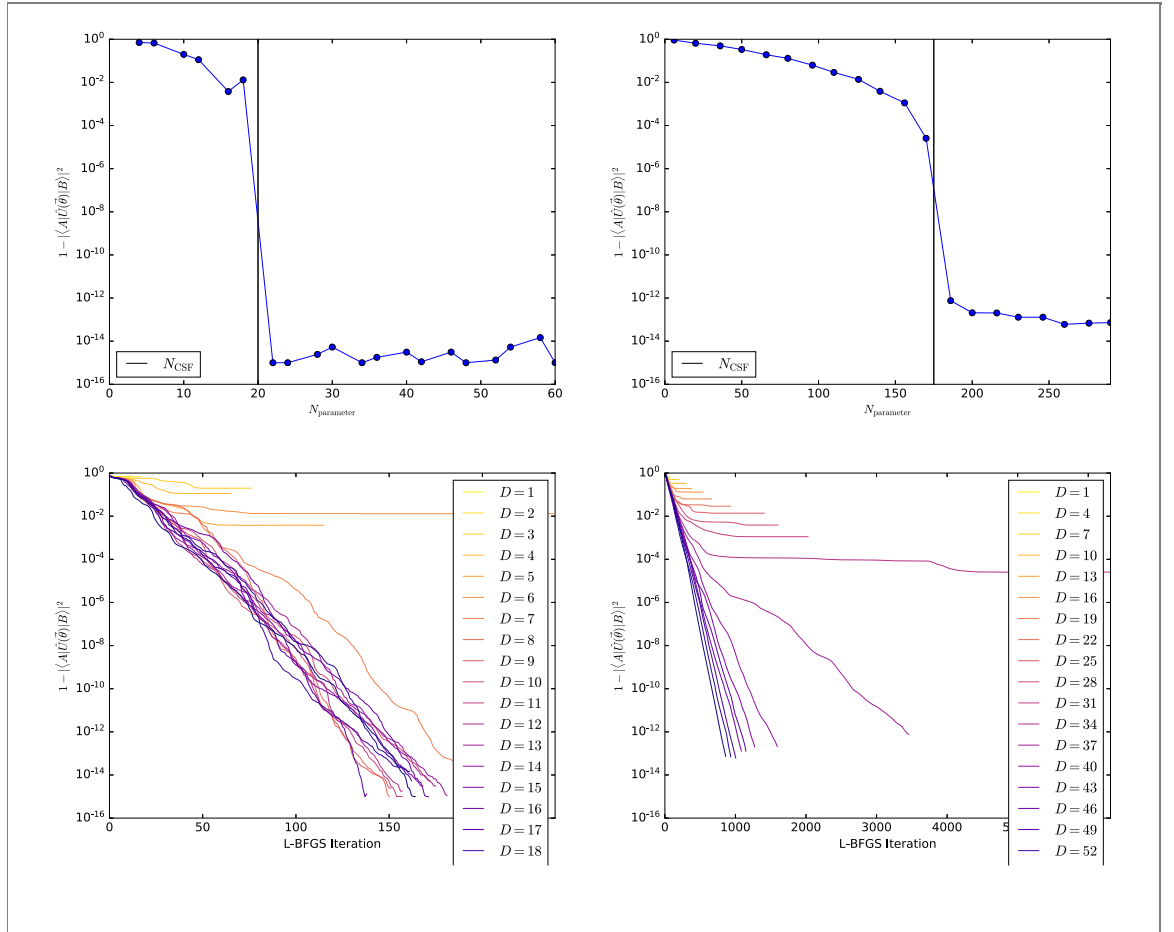 10^0
10^-2
10^-4
10^-6
10^-8
10^-10
10^-12
10^-14
10^-16
1 − |⟨A|Û(θ⃗)|B⟩|²
N_CSF
0 10 20 30 40 50 60
N_parameter
10^0
10^-2
10^-4
10^-6
10^-8
10^-10
10^-12
10^-14
10^-16
1 − |⟨A|Û(θ⃗)|B⟩|²
N_CSF
0 50 100 150 200 250
N_parameter
10^0
10^-2
10^-4
10^-6
10^-8
10^-10
10^-12
10^-14
10^-16
1 − |⟨A|Û(θ⃗)|B⟩|²
D = 1
D = 2
D = 3
D = 4
D = 5
D = 6
D = 7
D = 8
D = 9
D = 10
D = 11
D = 12
D = 13
D = 14
D = 15
D = 16
D = 17
D = 18
0 50 100 150
L-BFGS Iteration
10^0
10^-2
10^-4
10^-6
10^-8
10^-10
10^-12
10^-14
10^-16
1 − |⟨A|Û(θ⃗)|B⟩|²
D = 1
D = 4
D = 7
D = 10
D = 13
D = 16
D = 19
D = 22
D = 25
D = 28
D = 31
D = 34
D = 37
D = 40
D = 43
D = 46
D = 49
D = 52
0 1000 2000 3000 4000
L-BFGS Iteration